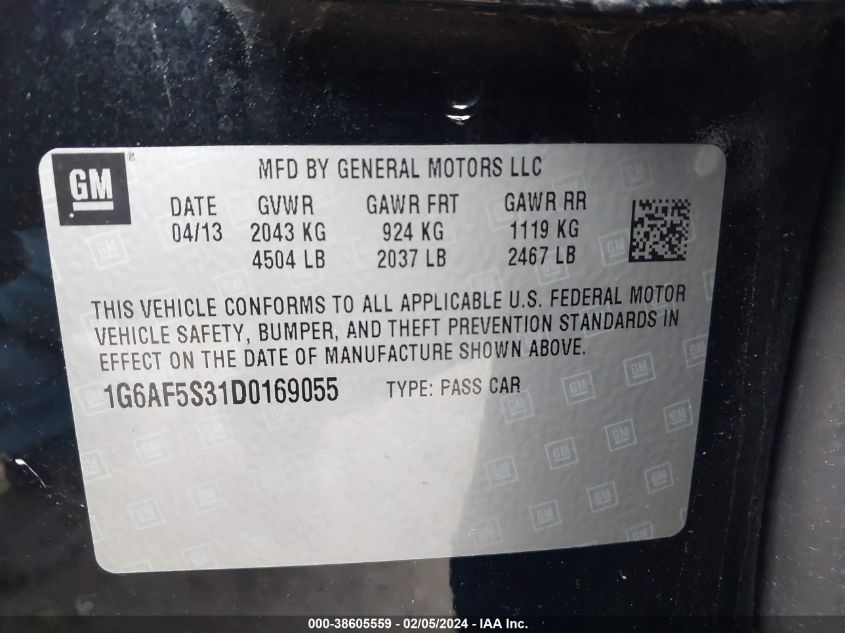 GM ®
MFD BY GENERAL MOTORS LLC
DATE GVWR GAWR FRT GAWR RR
04/13 2043 KG 924 KG 1119 KG
4504 LB 2037 LB 2467 LB
THIS VEHICLE CONFORMS TO ALL APPLICABLE U.S. FEDERAL MOTOR
VEHICLE SAFETY, BUMPER, AND THEFT PREVENTION STANDARDS IN
EFFECT ON THE DATE OF MANUFACTURE SHOWN ABOVE.
1G6AF5S31D0169055 TYPE: PASS CAR
000-38605559 - 02/05/2024 - IAA Inc.